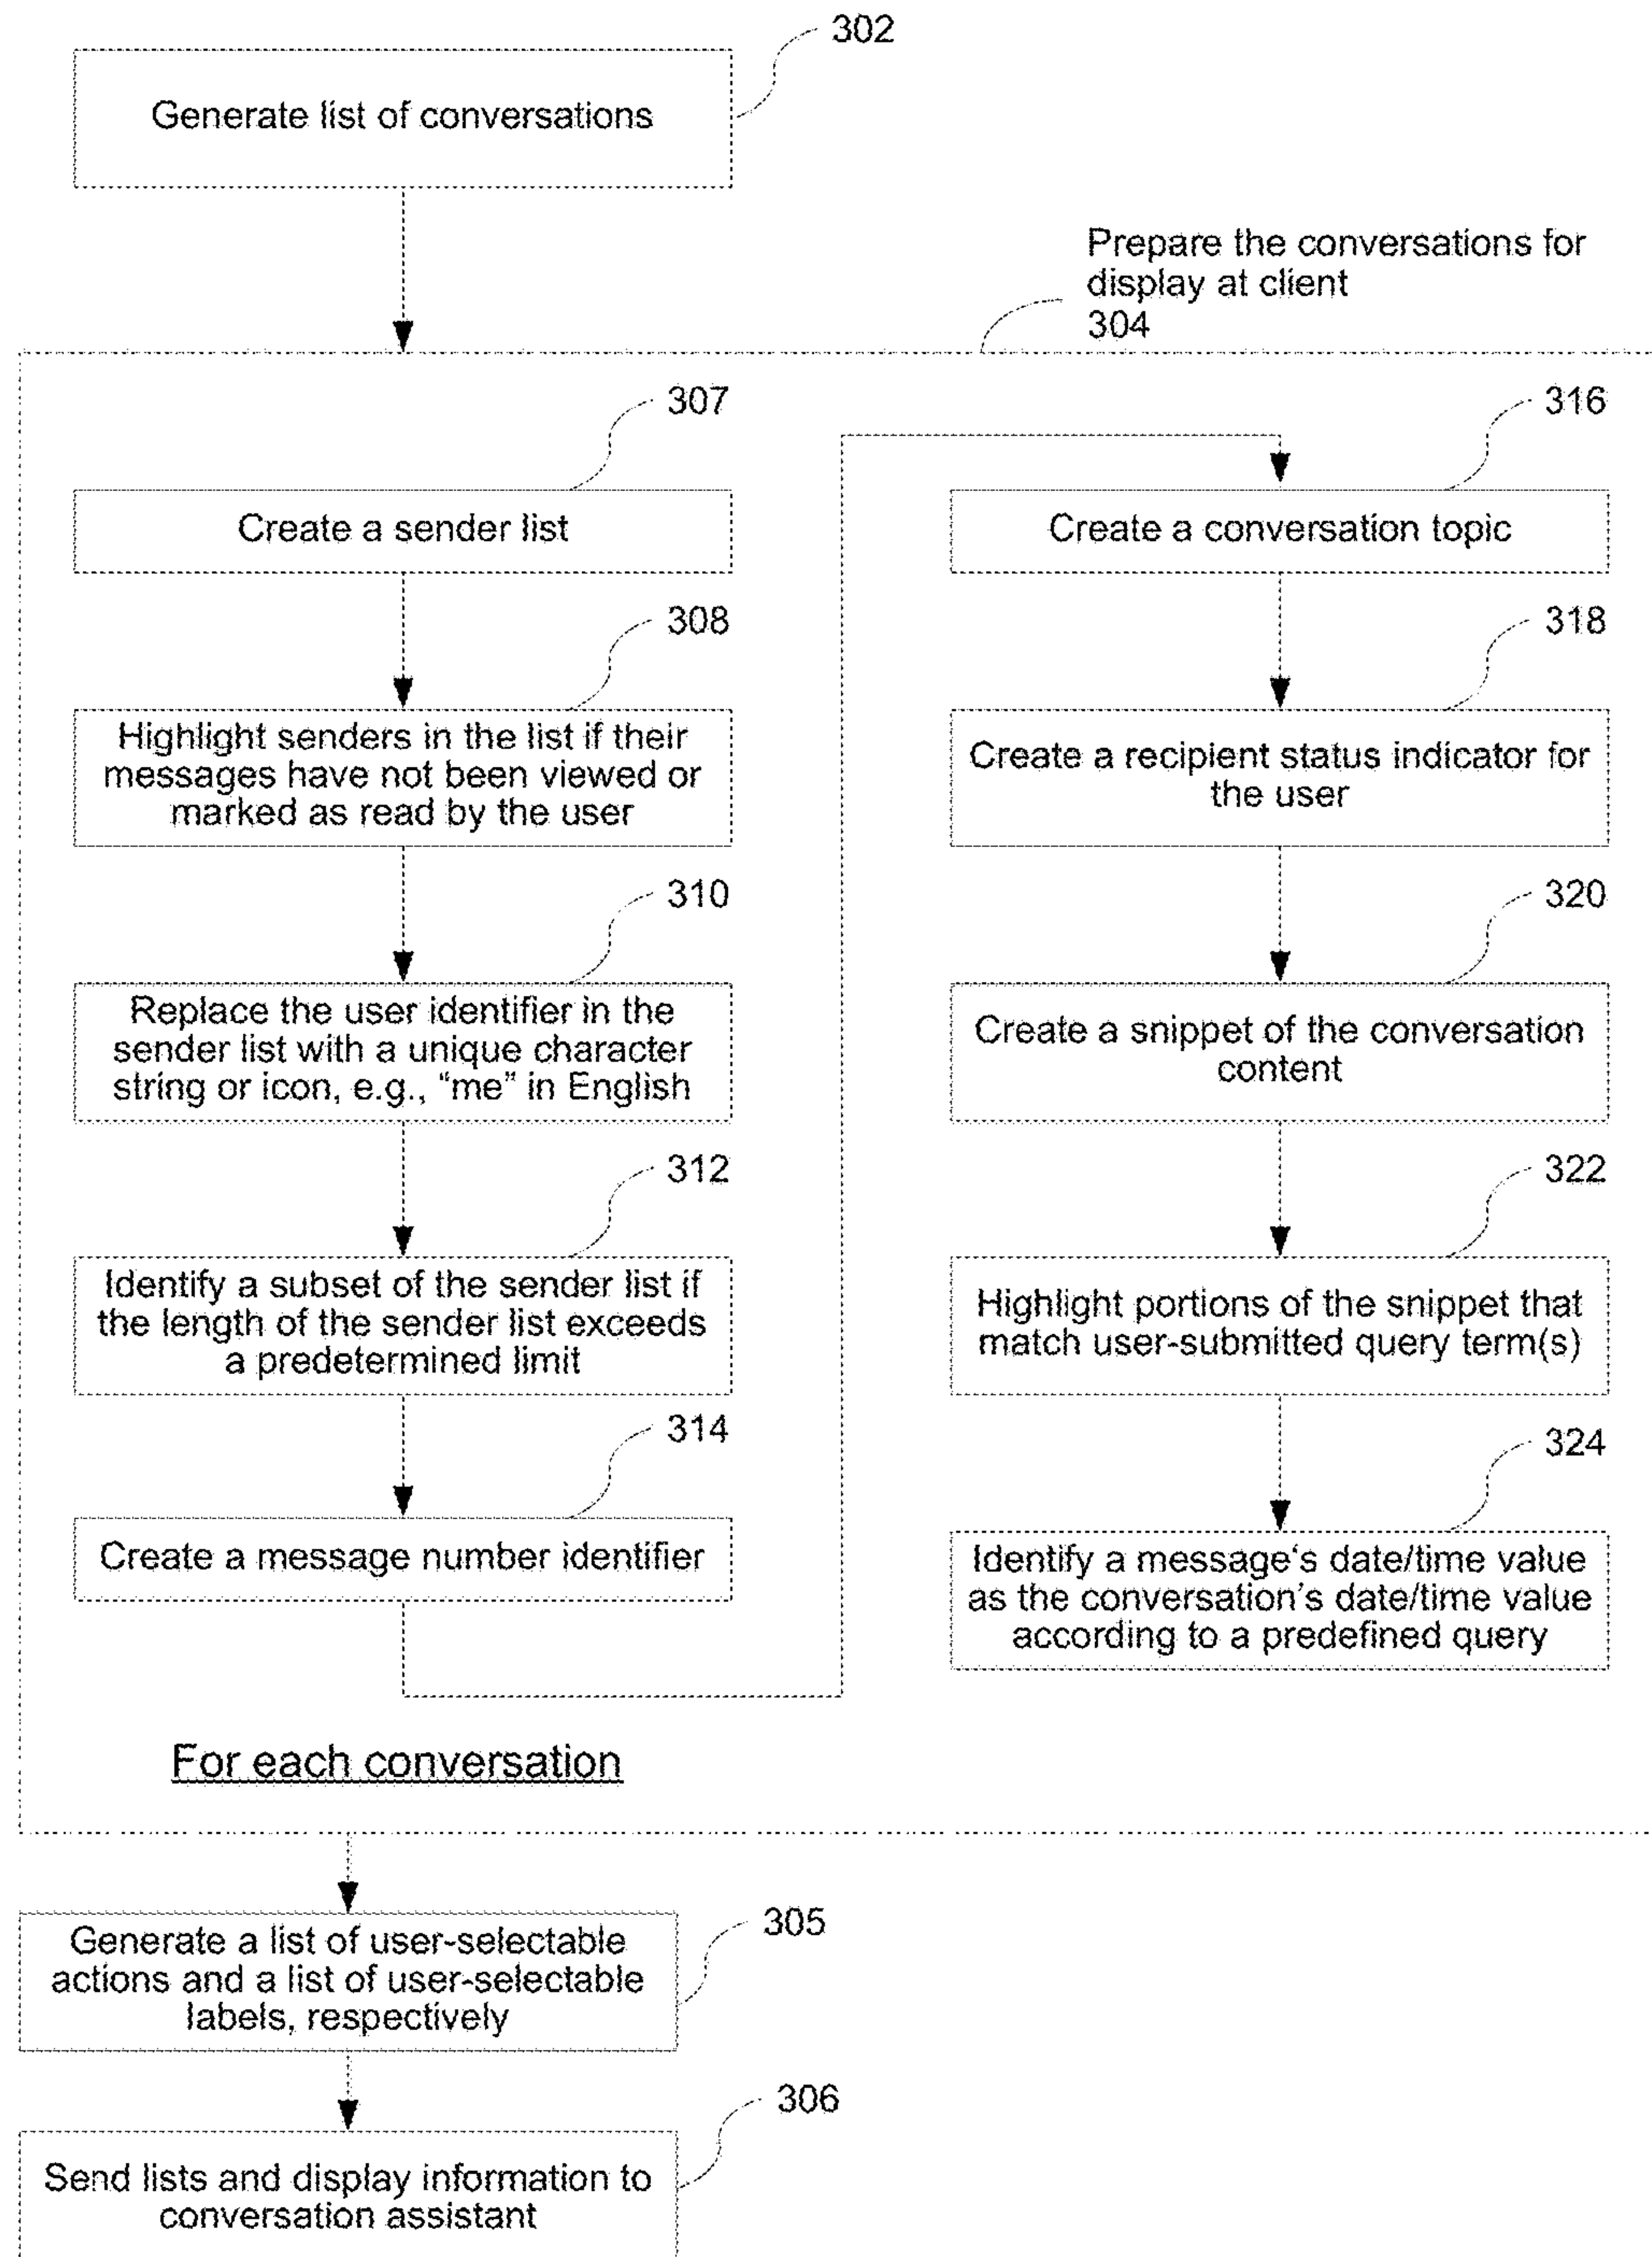 302
Generate list of conversations
Prepare the conversations for
display at client
304
307
Create a sender list
308
Highlight senders in the list if their
messages have not been viewed or
marked as read by the user
310
Replace the user identifier in the
sender list with a unique character
string or icon, e.g., “me” in English
312
Identify a subset of the sender list if
the length of the sender list exceeds
a predetermined limit
314
Create a message number identifier
316
Create a conversation topic
318
Create a recipient status indicator for
the user
320
Create a snippet of the conversation
content
322
Highlight portions of the snippet that
match user-submitted query term(s)
324
Identify a message‘s date/time value
as the conversation’s date/time value
according to a predefined query
For each conversation
305
Generate a list of user-selectable
actions and a list of user-selectable
labels, respectively
306
Send lists and display information to
conversation assistant